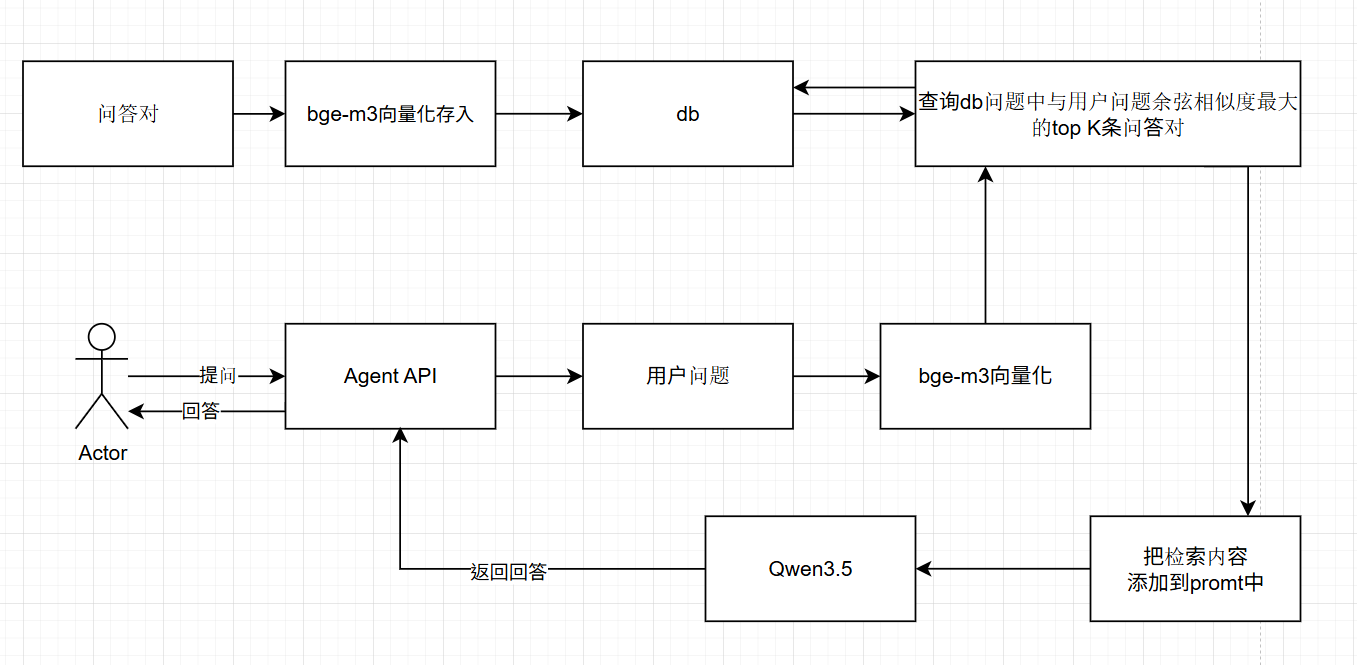 问答对
bge-m3向量化存入
db
查询db问题中与用户问题余弦相似度最大
的top K条问答对
提问
回答
Actor
Agent API
用户问题
bge-m3向量化
返回回答
Qwen3.5
把检索内容
添加到promt中